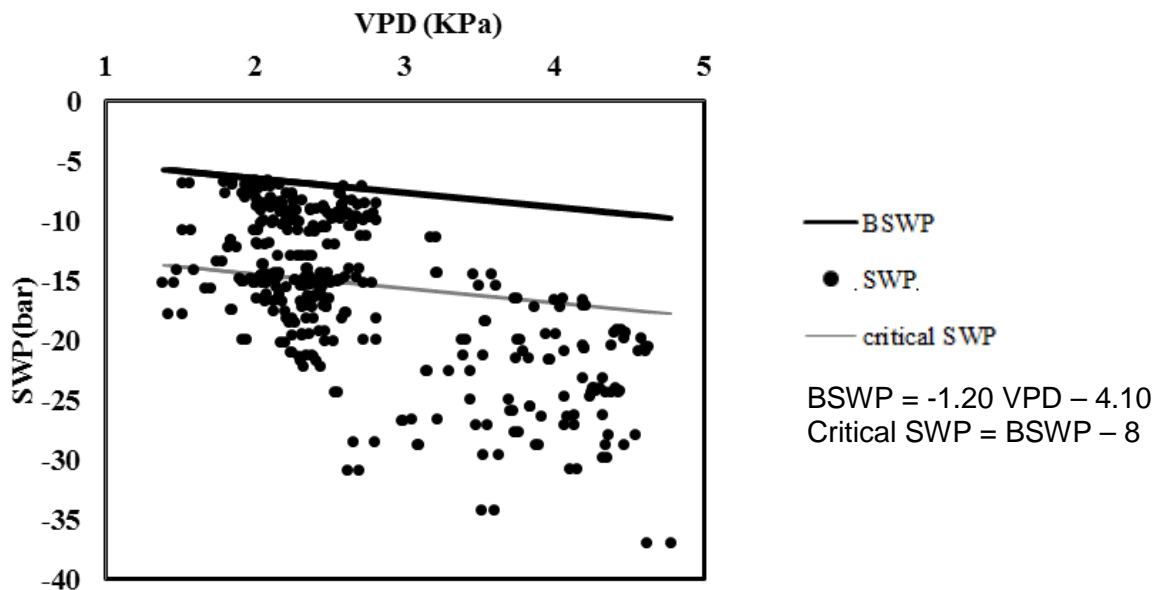 VPD (KPa)
1 2 3 4 5
0
-5
-10
-15
-20
-25
-30
-35
-40
SWP (bar)
BSWP
. SWP.
critical SWP
BSWP = -1.20 VPD – 4.10
Critical SWP = BSWP – 8